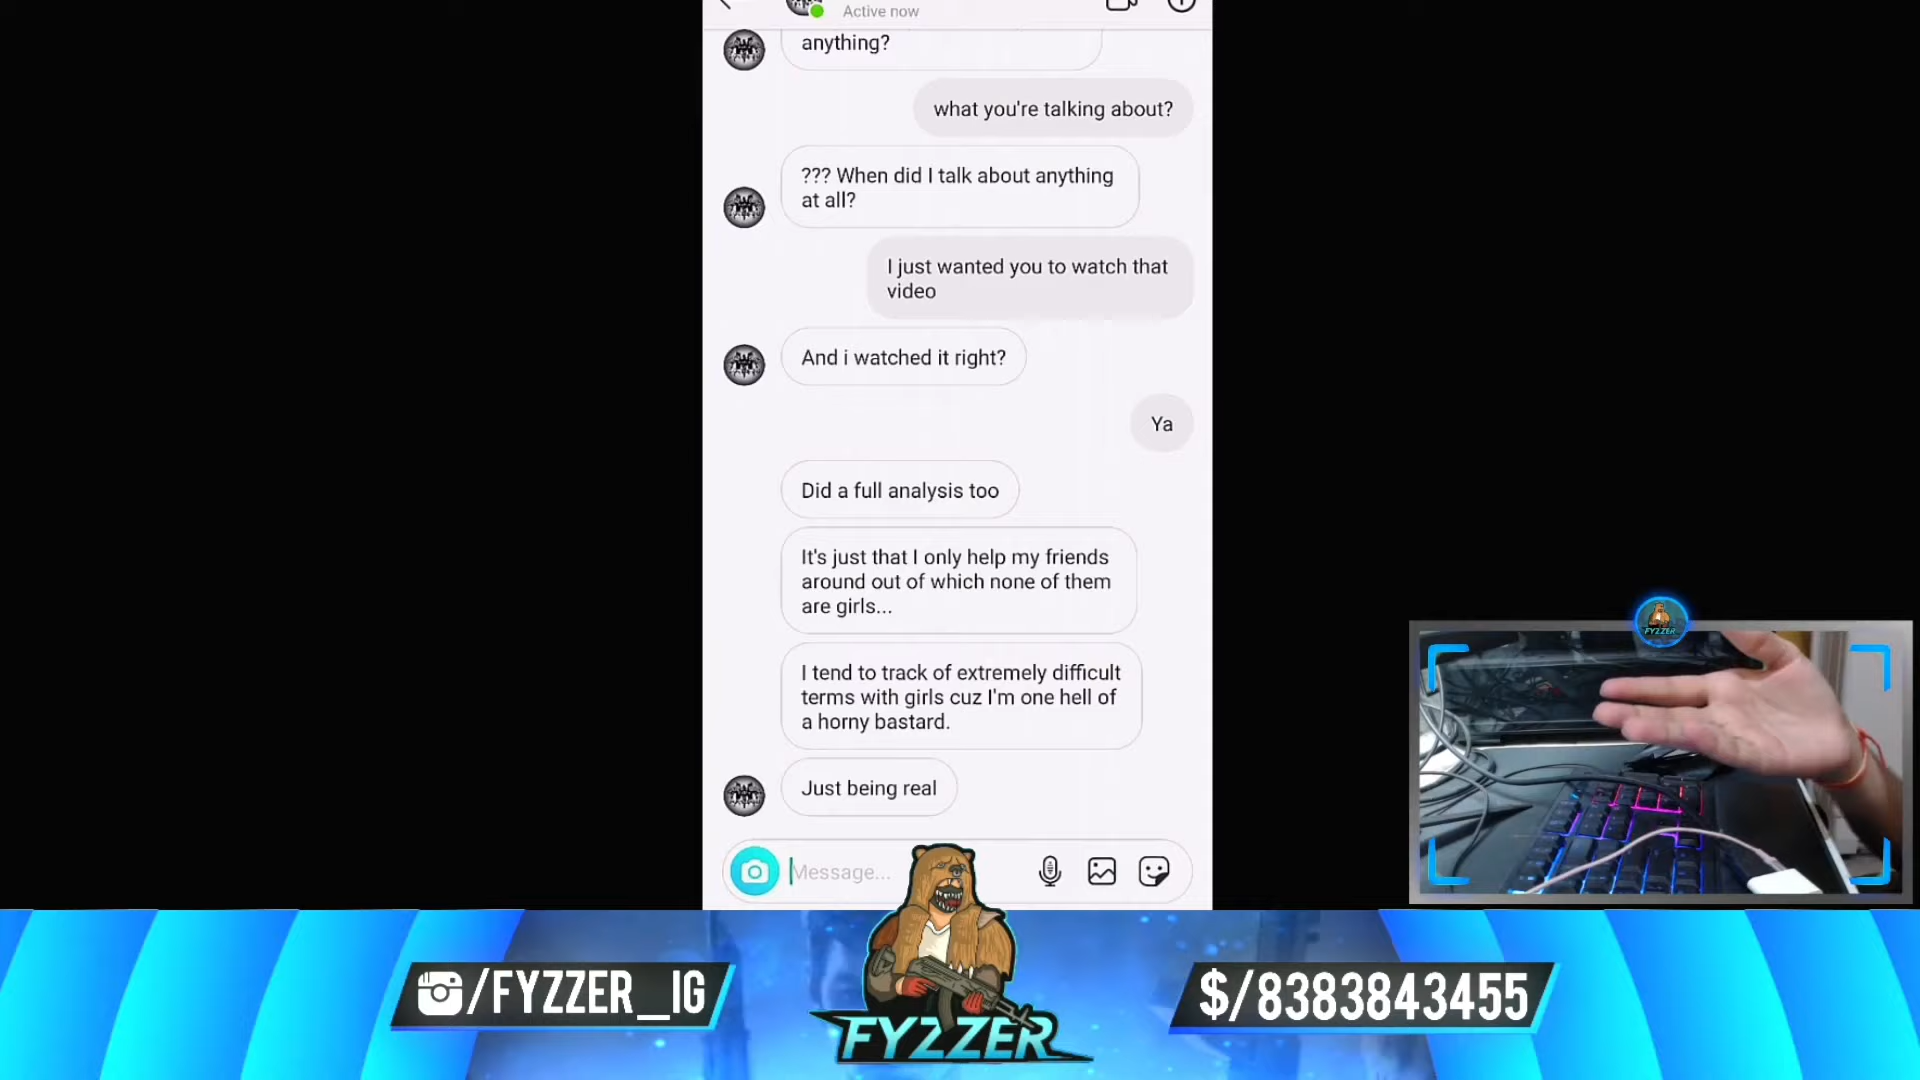 Active now
anything?
what you're talking about?
??? When did I talk about anything
at all?
I just wanted you to watch that
video
And i watched it right?
Ya
Did a full analysis too
It's just that I only help my friends
around out of which none of them
are girls...
I tend to track of extremely difficult
terms with girls cuz I'm one hell of
a horny bastard.
Just being real
Message...
FYZZER
/FYZZER_IG
FYZZER
$/8383843455